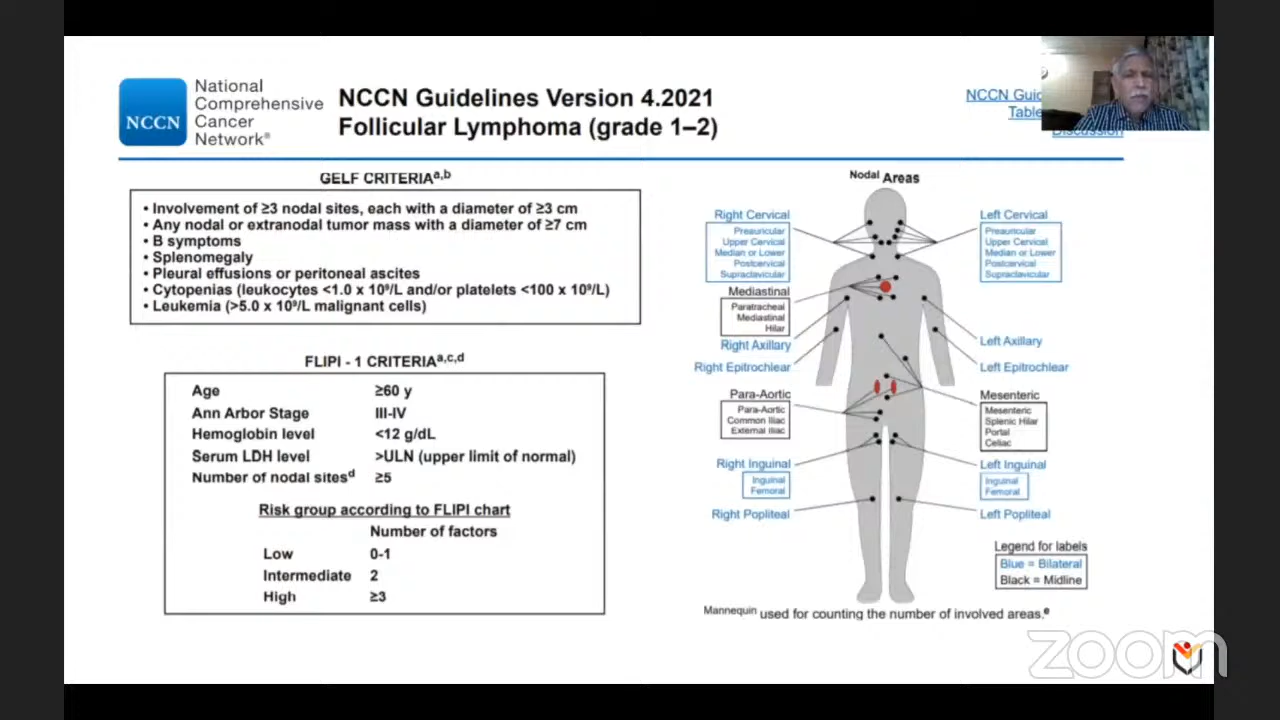 NCCN
National
Comprehensive
Cancer
Network®
NCCN Guidelines Version 4.2021
Follicular Lymphoma (grade 1–2)
NCCN
Table
Discussion
GELF CRITERIAa,b
• Involvement of ≥3 nodal sites, each with a diameter of ≥3 cm
• Any nodal or extranodal tumor mass with a diameter of ≥7 cm
• B symptoms
• Splenomegaly
• Pleural effusions or peritoneal ascites
• Cytopenias (leukocytes <1.0 x 10⁹/L and/or platelets <100 x 10⁹/L)
• Leukemia (>5.0 x 10⁹/L malignant cells)
FLIPI - 1 CRITERIAa,c,d
Age ≥60 y
Ann Arbor Stage III-IV
Hemoglobin level <12 g/dL
Serum LDH level >ULN (upper limit of normal)
Number of nodal sitesd ≥5
Risk group according to FLIPI chart
Number of factors
Low 0-1
Intermediate 2
High ≥3
Nodal Areas
Right Cervical
Preauricular
Upper Cervical
Median or Lower
Postcervical
Supraclavicular
Mediastinal
Paratracheal
Mediastinal
Hilar
Right Axillary
Right Epitrochlear
Para-Aortic
Para-Aortic
Common Iliac
External Iliac
Right Inguinal
Inguinal
Femoral
Right Popliteal
Left Cervical
Preauricular
Upper Cervical
Median or Lower
Postcervical
Supraclavicular
Left Axillary
Left Epitrochlear
Mesenteric
Mesenteric
Splenic Hilar
Portal
Celiac
Left Inguinal
Inguinal
Femoral
Left Popliteal
Legend for labels
Blue = Bilateral
Black = Midline
Mannequin used for counting the number of involved areas.e
zoom